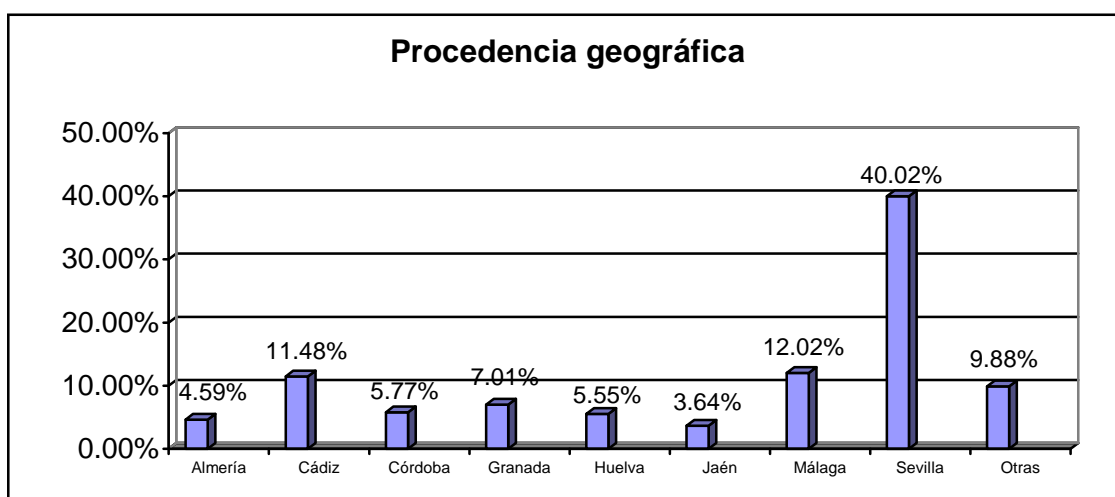 Procedencia geográfica
50.00%
40.00%
30.00%
20.00%
10.00%
0.00%
4.59%
11.48%
5.77%
7.01%
5.55%
3.64%
12.02%
40.02%
9.88%
Almería
Cádiz
Córdoba
Granada
Huelva
Jaén
Málaga
Sevilla
Otras